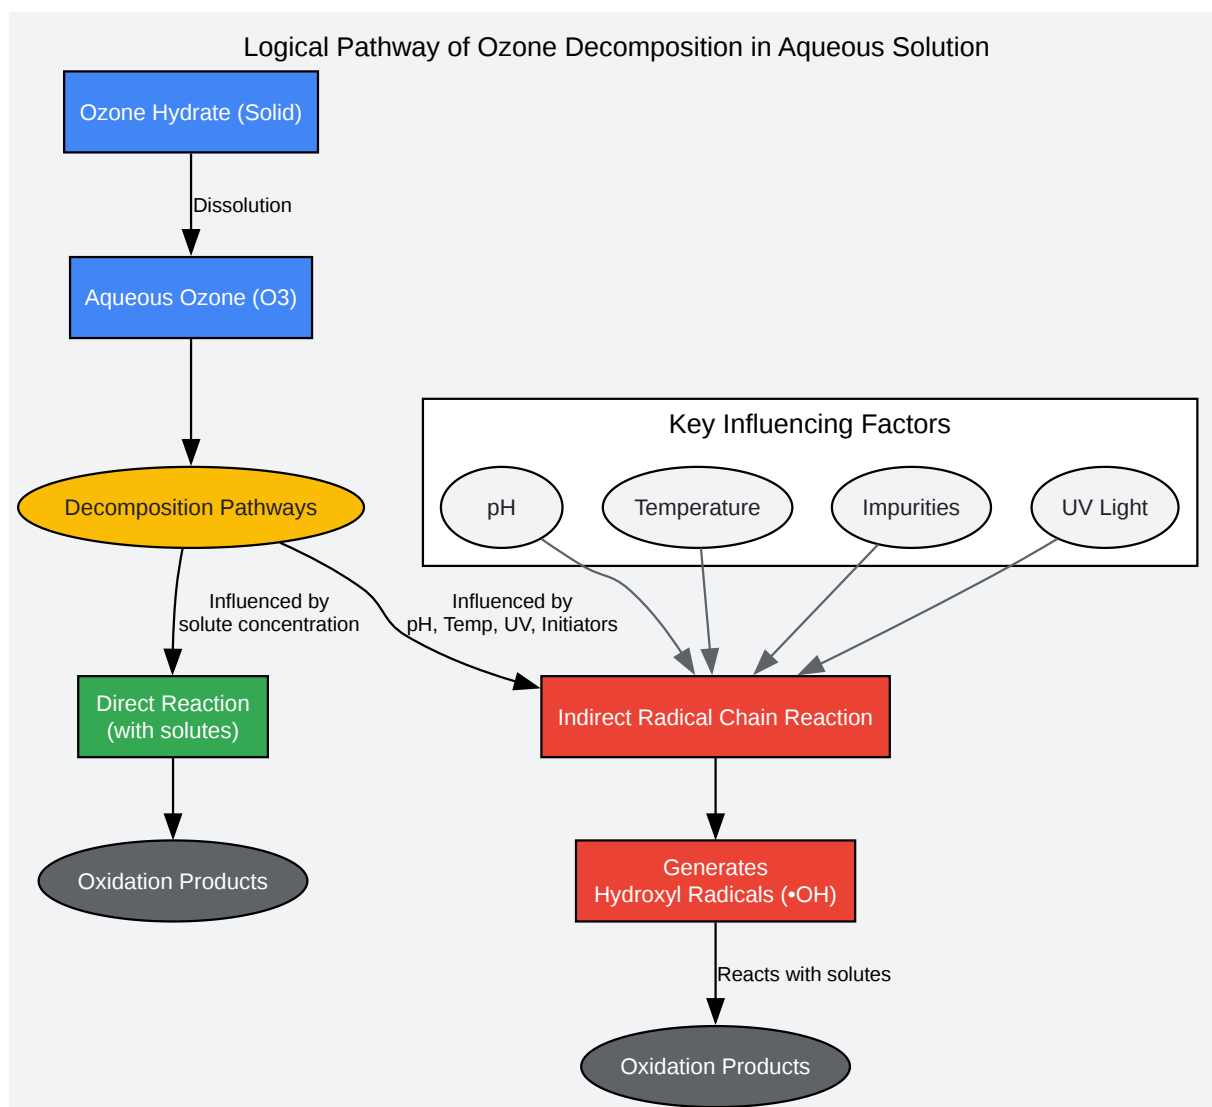 Logical Pathway of Ozone Decomposition in Aqueous Solution
Ozone Hydrate (Solid)
Dissolution
Aqueous Ozone (O3)
Key Influencing Factors
Decomposition Pathways
pH
Temperature
Impurities
UV Light
Influenced by
solute concentration
Influenced by
pH, Temp, UV, Initiators
Direct Reaction
(with solutes)
Indirect Radical Chain Reaction
Oxidation Products
Generates
Hydroxyl Radicals (•OH)
Reacts with solutes
Oxidation Products